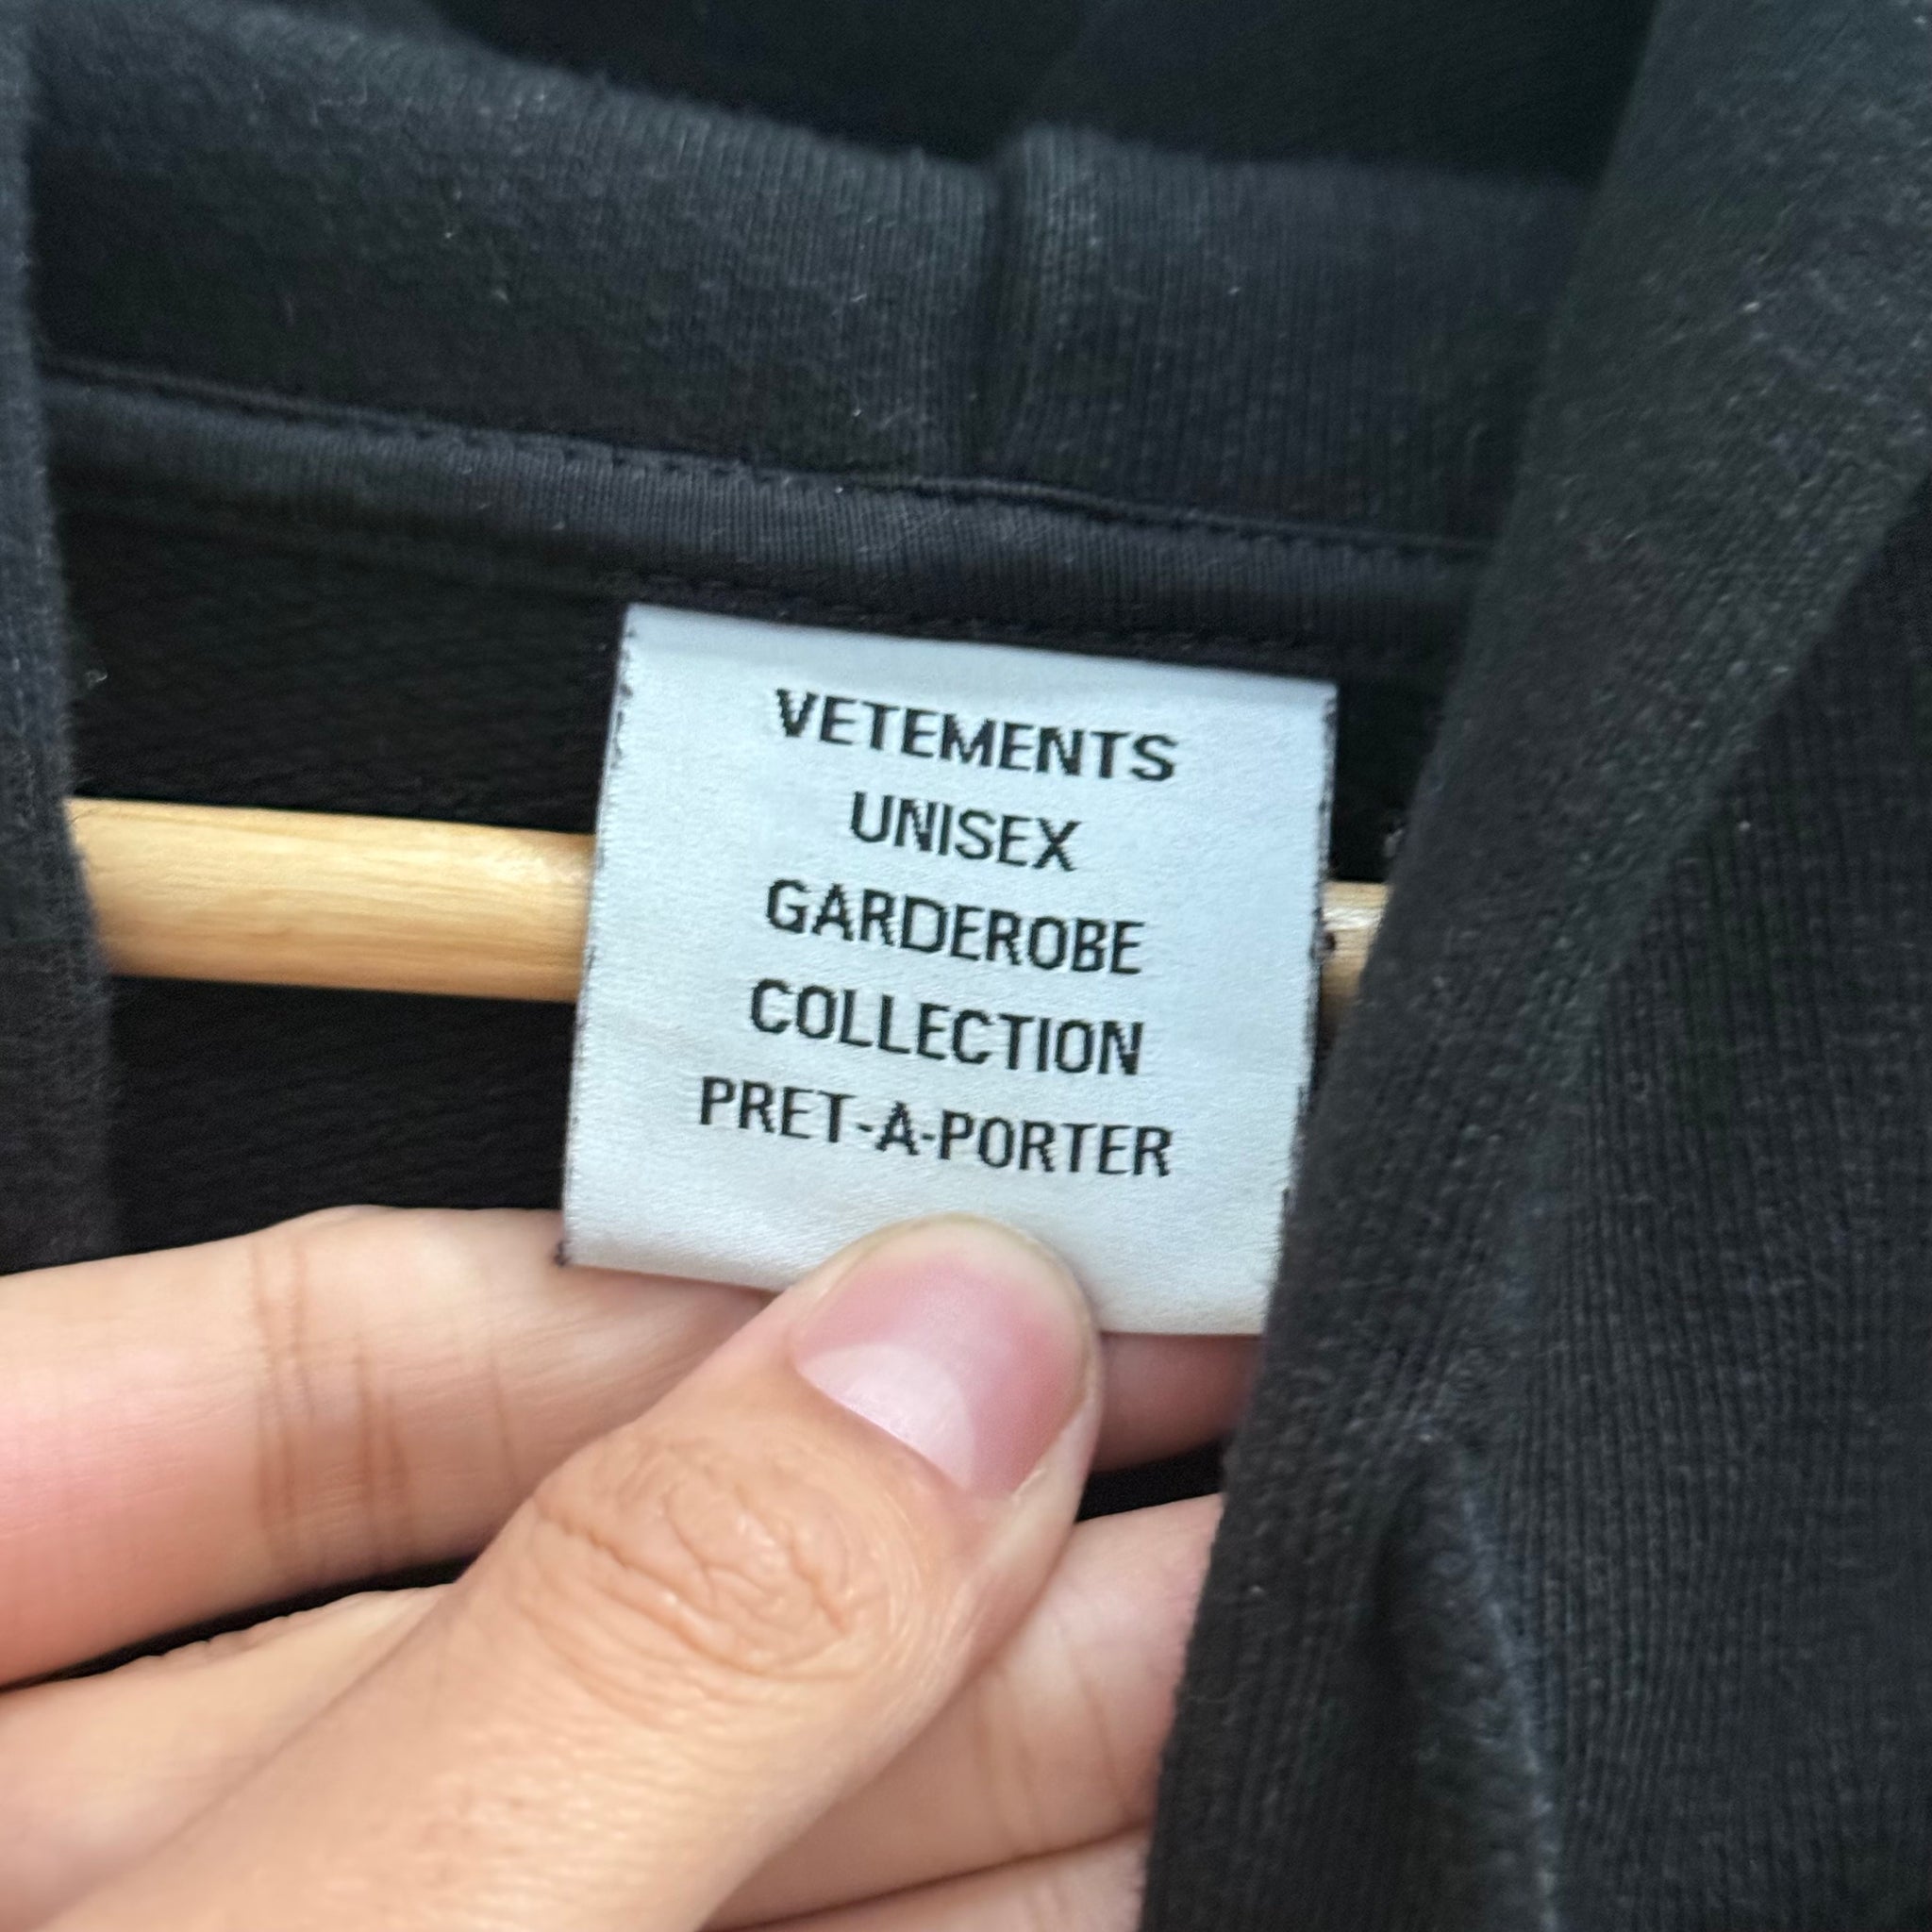 VETEMENTS
UNISEX
GARDEROBE
COLLECTION
PRET-A-PORTER